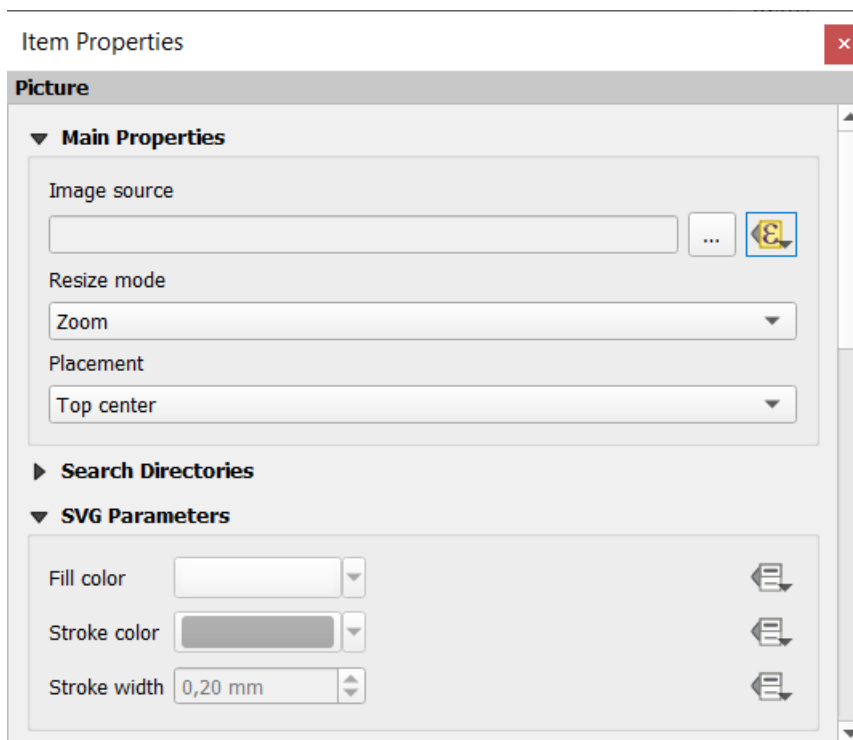 Item Properties
Picture
Main Properties
Image source
...
ε
Resize mode
Zoom
Placement
Top center
Search Directories
SVG Parameters
Fill color
Stroke color
Stroke width 0,20 mm